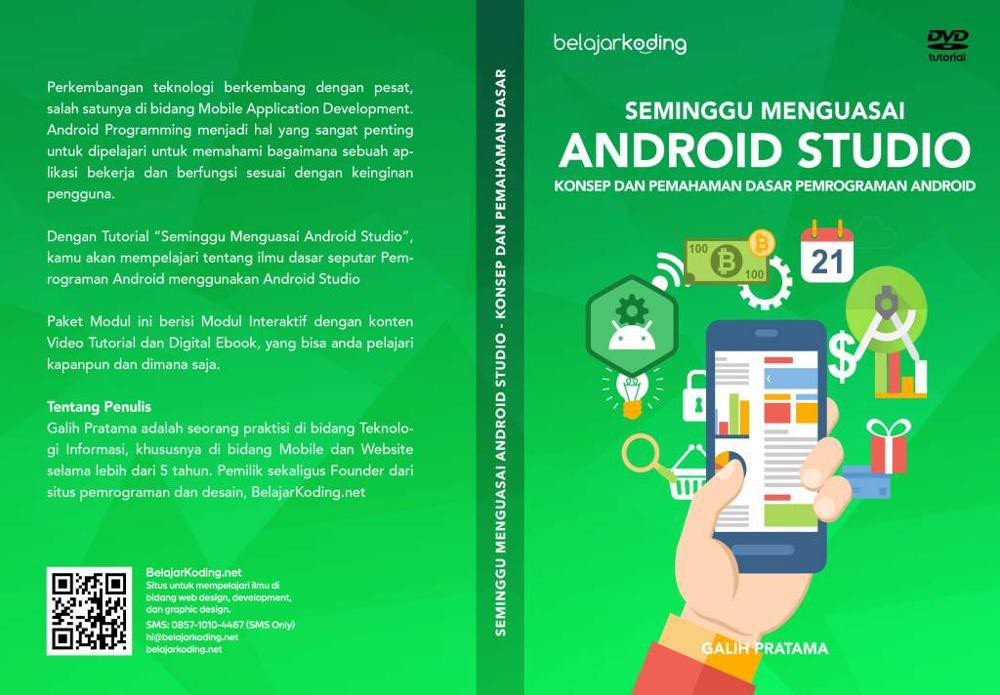 Perkembangan teknologi berkembang dengan pesat,
salah satunya di bidang Mobile Application Development.
Android Programming menjadi hal yang sangat penting
untuk dipelajari untuk memahami bagaimana sebuah ap-
likasi bekerja dan berfungsi sesuai dengan keinginan
pengguna.
Dengan Tutorial “Seminggu Menguasai Android Studio”,
kamu akan mempelajari tentang ilmu dasar seputar Pem-
rograman Android menggunakan Android Studio
Paket Modul ini berisi Modul Interaktif dengan konten
Video Tutorial dan Digital Ebook, yang bisa anda pelajari
kapanpun dan dimana saja.
Tentang Penulis
Galih Pratama adalah seorang praktisi di bidang Teknolo-
gi Informasi, khususnya di bidang Mobile dan Website
selama lebih dari 5 tahun. Pemilik sekaligus Founder dari
situs pemrograman dan desain, BelajarKoding.net
BelajarKoding.net
Situs untuk mempelajari ilmu di
bidang web design, development,
dan graphic design.
SMS: 0857-1010-4467 (SMS Only)
hi@belajarkoding.net
belajarkoding.net
SEMINGGU MENGUASAI ANDROID STUDIO - KONSEP DAN PEMAHAMAN DASAR
belajarkoding
DVD
tutorial
SEMINGGU MENGUASAI
ANDROID STUDIO
KONSEP DAN PEMAHAMAN DASAR PEMROGRAMAN ANDROID
100
B
B
100
21
$
GALIH PRATAMA